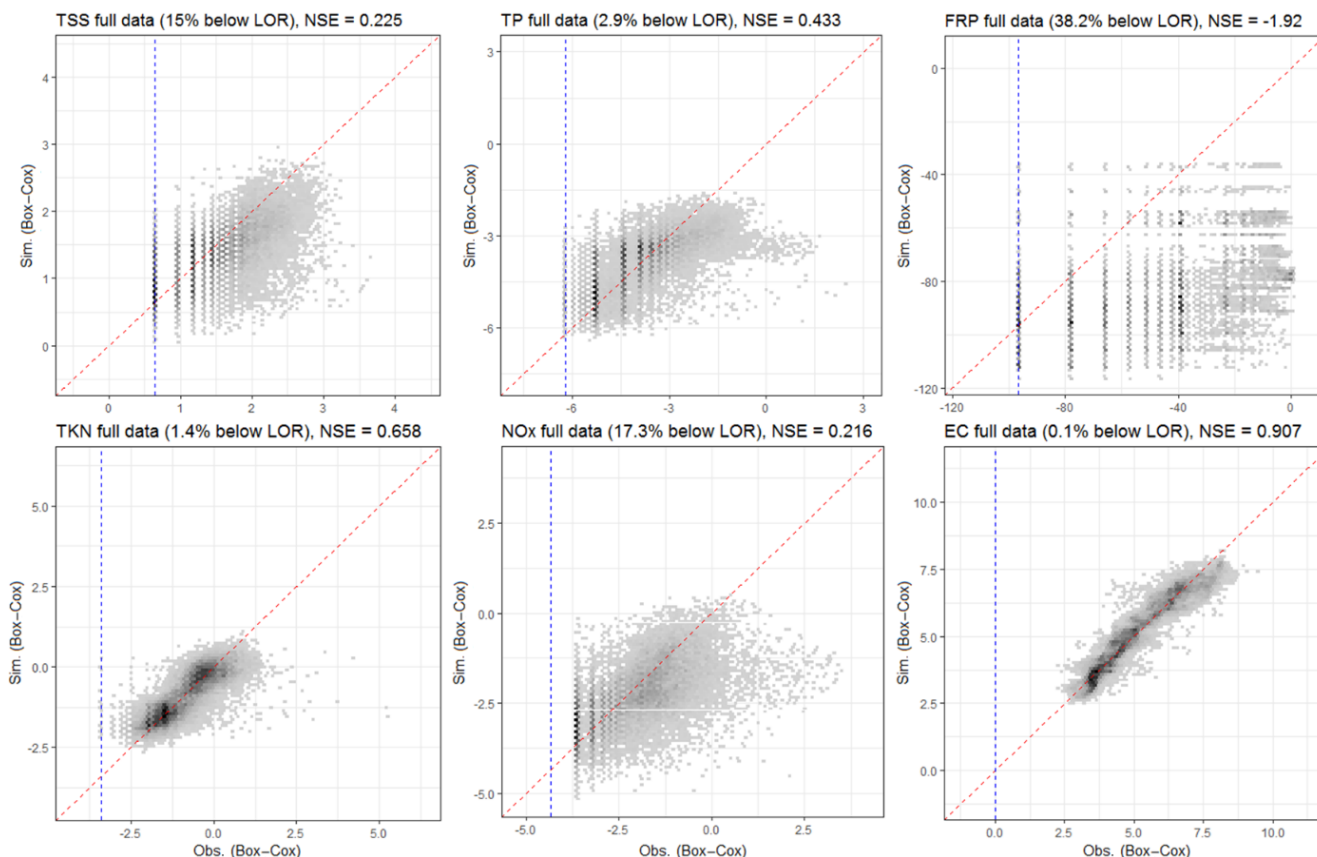 TSS full data (15% below LOR), NSE = 0.225
4
3
2
1
0
Sim. (Box−Cox)
0 1 2 3 4
TP full data (2.9% below LOR), NSE = 0.433
3
0
-3
-6
Sim. (Box−Cox)
-6 -3 0 3
FRP full data (38.2% below LOR), NSE = -1.92
0
-40
-80
-120
Sim. (Box−Cox)
-120 -80 -40 0
TKN full data (1.4% below LOR), NSE = 0.658
5.0
2.5
0.0
-2.5
Sim. (Box−Cox)
-2.5 0.0 2.5 5.0
Obs. (Box−Cox)
NOx full data (17.3% below LOR), NSE = 0.216
2.5
0.0
-2.5
-5.0
Sim. (Box−Cox)
-5.0 -2.5 0.0 2.5
Obs. (Box−Cox)
EC full data (0.1% below LOR), NSE = 0.907
10.0
7.5
5.0
2.5
0.0
Sim. (Box−Cox)
0.0 2.5 5.0 7.5 10.0
Obs. (Box−Cox)